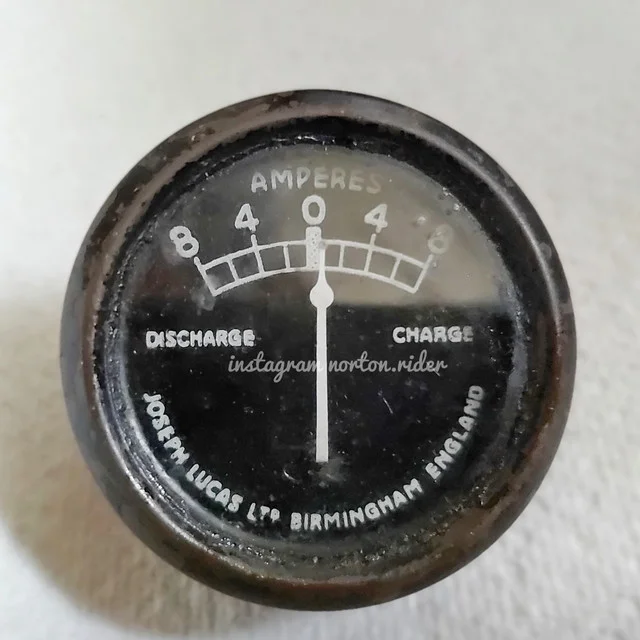 AMPERES
8 4 0 4 8
DISCHARGE CHARGE
instagram norton.rider
JOSEPH LUCAS LTD BIRMINGHAM ENGLAND